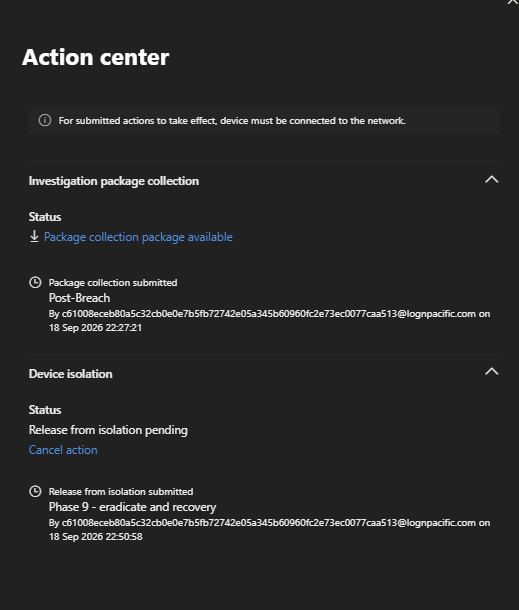 Action center
For submitted actions to take effect, device must be connected to the network.
Investigation package collection
Status
Package collection package available
Package collection submitted
Post-Breach
By c61008eceb80a5c32cb0e0e7b5fb72742e05a345b60960fc2e73ec0077caa513@lognpacific.com on
18 Sep 2026 22:27:21
Device isolation
Status
Release from isolation pending
Cancel action
Release from isolation submitted
Phase 9 - eradicate and recovery
By c61008eceb80a5c32cb0e0e7b5fb72742e05a345b60960fc2e73ec0077caa513@lognpacific.com on
18 Sep 2026 22:50:58